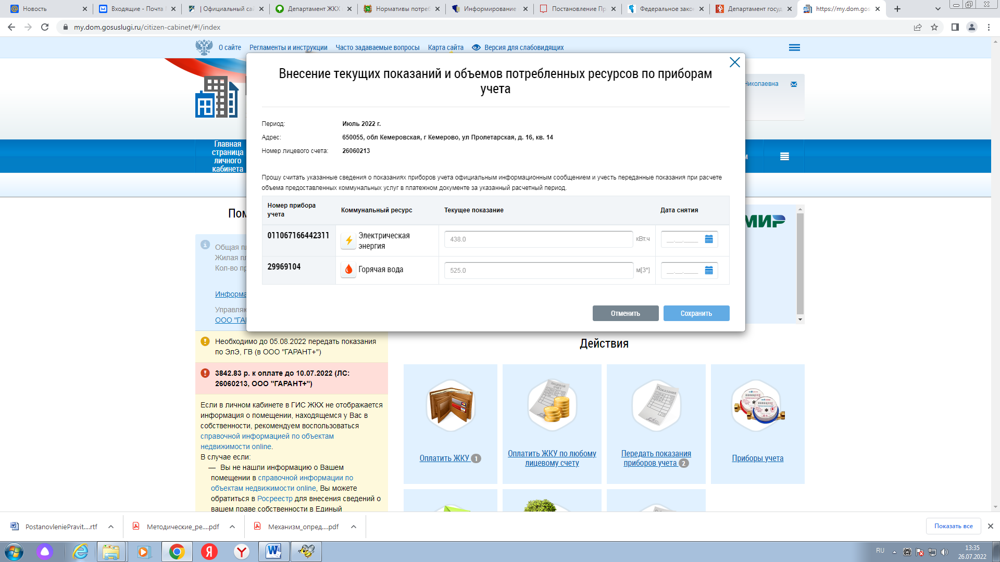 Новость
Входящие - Почта
| Официальный са
Департамент ЖКХ
Нормативы потреб
Информирование
Постановление Пр
Федеральное зако
Департамент госуд
https://my.dom.gos
my.dom.gosuslugi.ru/citizen-cabinet/#!/index
О сайте
Регламенты и инструкции
Часто задаваемые вопросы
Карта сайта
Версия для слабовидящих
Николаевна
Главная
страница
личного
кабинета
Внесение текущих показаний и объемов потребленных ресурсов по приборам
учета
Период: Июль 2022 г.
Адрес: 650055, обл Кемеровская, г Кемерово, ул Пролетарская, д. 16, кв. 14
Номер лицевого счета: 26060213
Прошу считать указанные сведения о показаниях приборов учета официальным информационным сообщением и учесть переданные показания при расчете
объема предоставленных коммунальных услуг в платежном документе за указанный расчетный период.
Номер прибора
учета
Коммунальный ресурс
Текущее показание
Дата снятия
011067166442311
Электрическая
энергия
438.0
кВт.ч
__.__.____
29969104
Горячая вода
525.0
м[3*]
__.__.____
Отменить
Сохранить
Пом
МИР
Общая пл
Жилая пл
Кол-во пр
Информа
Управляю
ООО "ГА
Необходимо до 05.08.2022 передать показания
по ЭлЭ, ГВ (в ООО "ГАРАНТ+")
3842.83 р. к оплате до 10.07.2022 (ЛС:
26060213, ООО "ГАРАНТ+")
Если в личном кабинете в ГИС ЖКХ не отображается
информация о помещении, находящемся у Вас в
собственности, рекомендуем воспользоваться
справочной информацией по объектам
недвижимости online.
В случае если:
— Вы не нашли информацию о Вашем
помещении в справочной информации по
объектам недвижимости online, Вы можете
обратиться в Росреестр для внесения сведений о
вашем праве собственности в Единый
Действия
ЛИЦЕВОЙ
СЧЕТ
Показания
Оплатить ЖКУ 1
Оплатить ЖКУ по любому
лицевому счету
Передать показания
приборов учета 2
Приборы учета
PostanovleniePravit....rtf
Методические_ре....pdf
Механизм_опред....pdf
Показать все
RU
13:35
26.07.2022